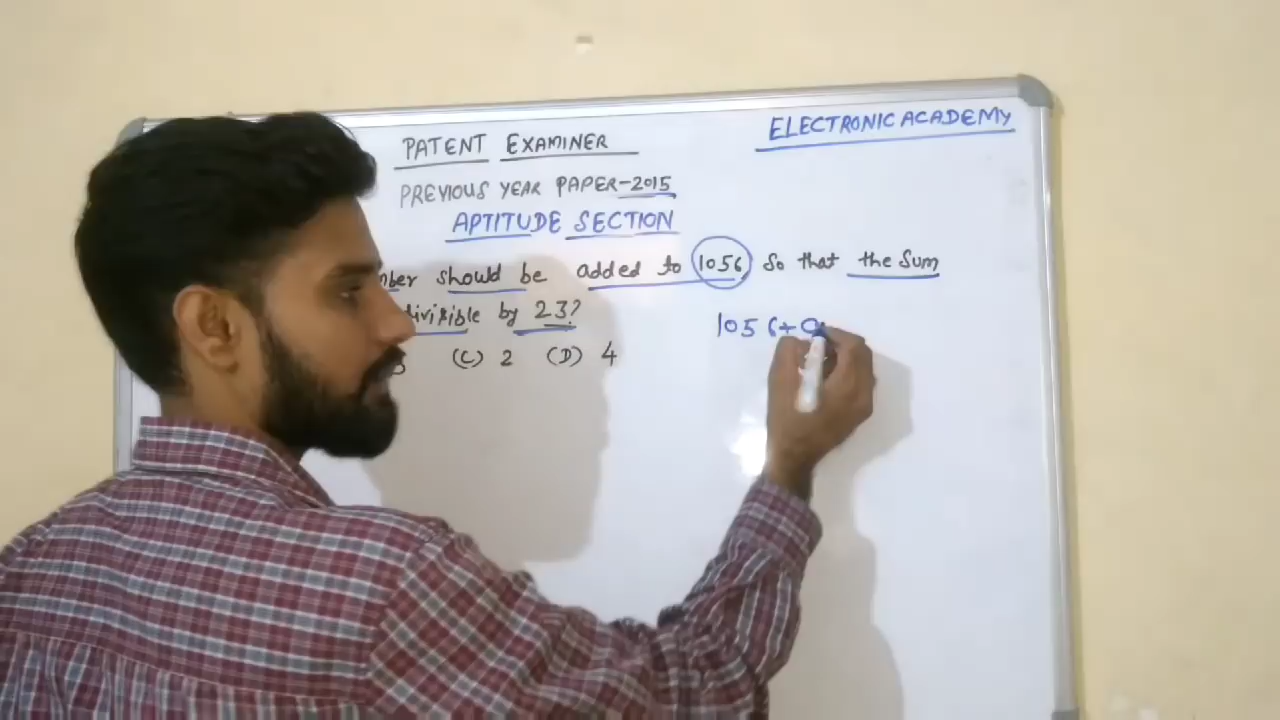 ELECTRONIC ACADEMY
PATENT EXAMINER
PREVIOUS YEAR PAPER-2015
APTITUDE SECTION
should be added to 1056 So that the Sum
divisible by 23?
1056+
(C) 2 (D) 4